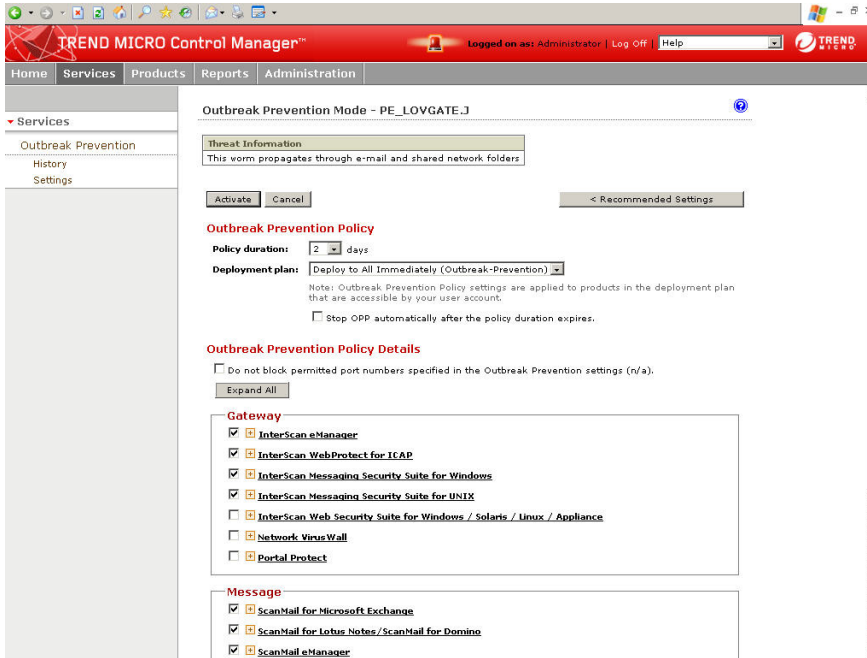 TREND MICRO Control Manager™
Logged on as: Administrator | Log Off | Help
TREND MICRO
Home Services Products Reports Administration
Services
Outbreak Prevention
History
Settings
Outbreak Prevention Mode - PE_LOVGATE.J
Threat Information
This worm propagates through e-mail and shared network folders
Activate Cancel < Recommended Settings
Outbreak Prevention Policy
Policy duration: 2 days
Deployment plan: Deploy to All Immediately (Outbreak-Prevention)
Note: Outbreak Prevention Policy settings are applied to products in the deployment plan
that are accessible by your user account.
Stop OPP automatically after the policy duration expires.
Outbreak Prevention Policy Details
Do not block permitted port numbers specified in the Outbreak Prevention settings (n/a).
Expand All
Gateway
InterScan eManager
InterScan WebProtect for ICAP
InterScan Messaging Security Suite for Windows
InterScan Messaging Security Suite for UNIX
InterScan Web Security Suite for Windows / Solaris / Linux / Appliance
Network VirusWall
Portal Protect
Message
ScanMail for Microsoft Exchange
ScanMail for Lotus Notes/ScanMail for Domino
ScanMail eManager